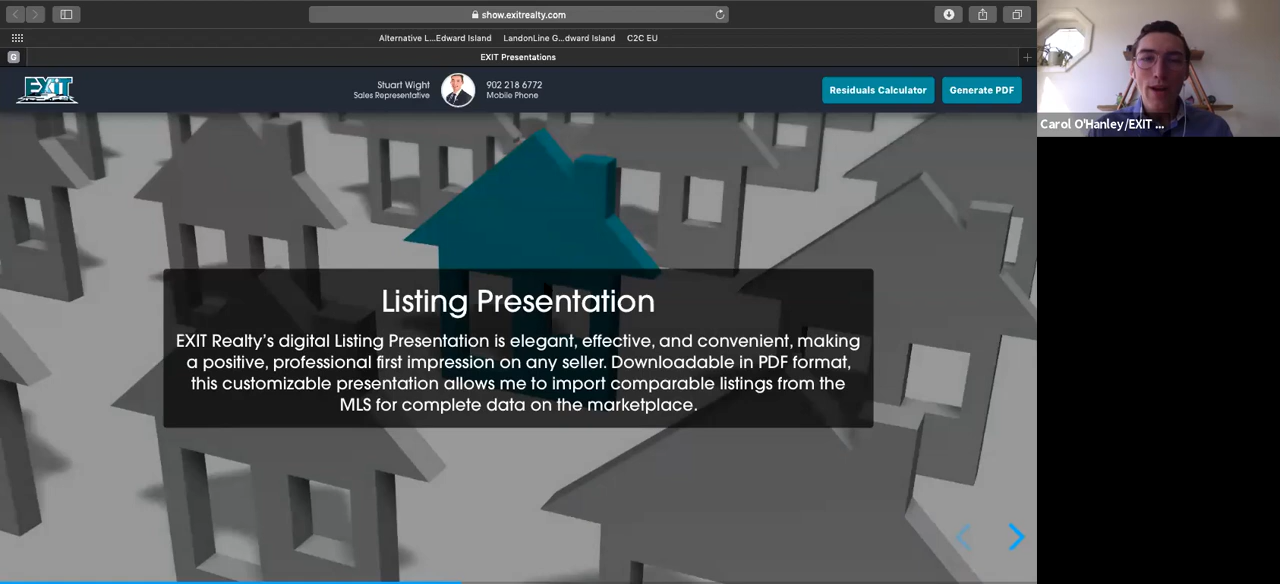 show.exitrealty.com
Alternative L...Edward Island LandonLine G...dward Island C2C EU
G EXIT Presentations
EXIT
Stuart Wight
Sales Representative
902 218 6772
Mobile Phone
Residuals Calculator
Generate PDF
Carol O'Hanley/EXIT ...
Listing Presentation
EXIT Realty's digital Listing Presentation is elegant, effective, and convenient, making
a positive, professional first impression on any seller. Downloadable in PDF format,
this customizable presentation allows me to import comparable listings from the
MLS for complete data on the marketplace.